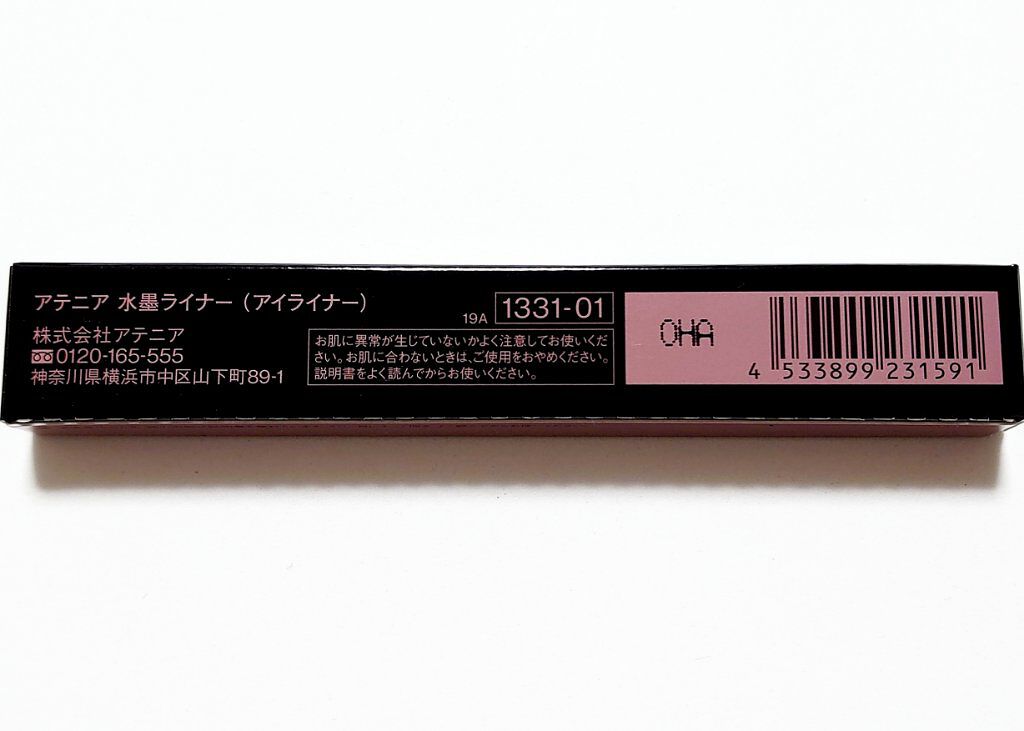 アテニア 水墨ライナー（アイライナー）
株式会社アテニア
0120-165-555
神奈川県横浜市中区山下町89-1
19A 1331-01
お肌に異常が生じていないかよく注意してお使いくだ
さい。お肌に合わないときは、ご使用をおやめください。
説明書をよく読んでからお使いください。
OHA
4 533899 231591